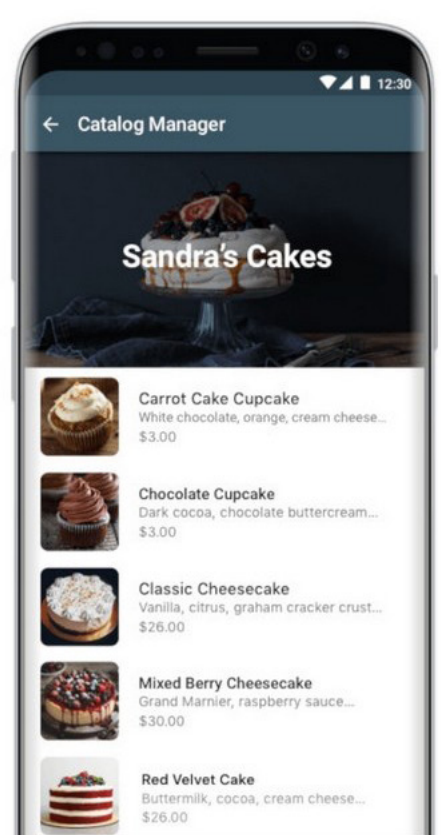 12:30
Catalog Manager
Sandra's Cakes
Carrot Cake Cupcake
White chocolate, orange, cream cheese...
$3.00
Chocolate Cupcake
Dark cocoa, chocolate buttercream...
$3.00
Classic Cheesecake
Vanilla, citrus, graham cracker crust...
$26.00
Mixed Berry Cheesecake
Grand Marnier, raspberry sauce...
$30.00
Red Velvet Cake
Buttermilk, cocoa, cream cheese...
$26.00